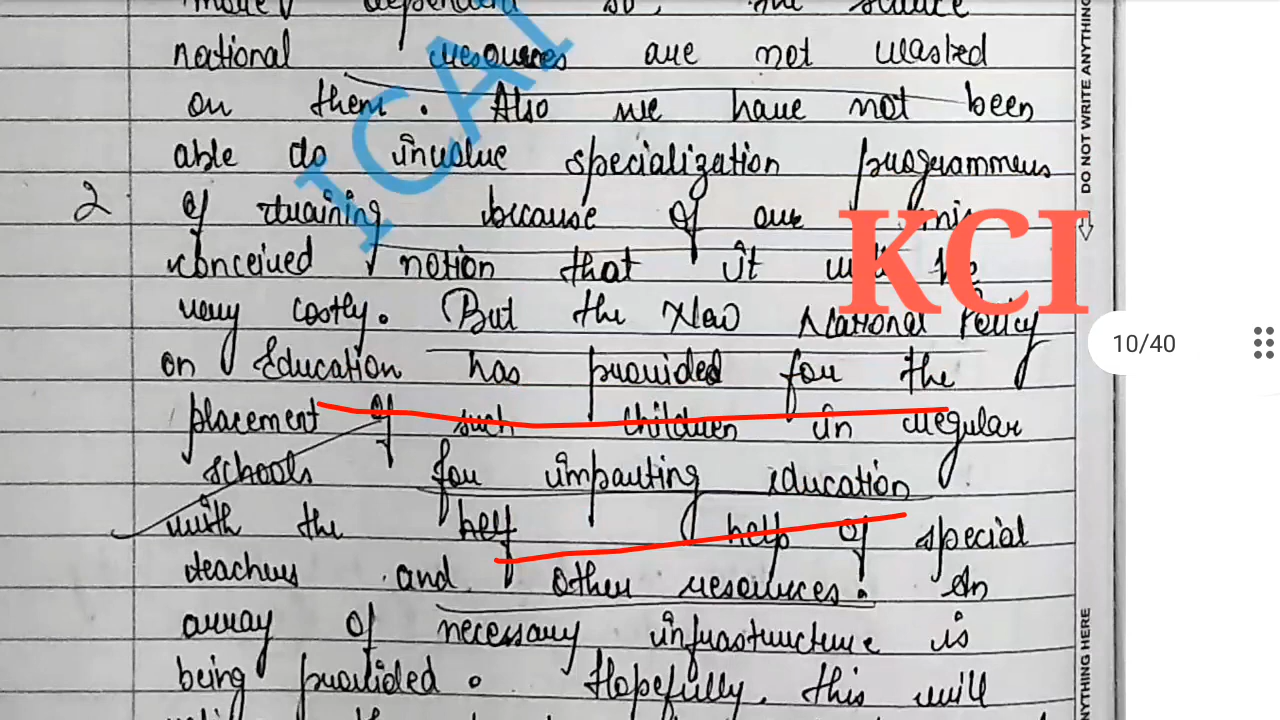 national resources are not wasted
on them. Also we have not been
able do involve specialization programmers
2 of training because of our mis
conceived notion that it will be
very costly. But the New National Policy
on Education has provided for the
placement of such children in regular
schools for imparting education
with the help help of special
teachers and other resources. An
array of necessary infrastructure is
being provided. Hopefully, this will
ICAI
KCI
10/40
DO NOT WRITE ANYTHING
ANYTHING HERE